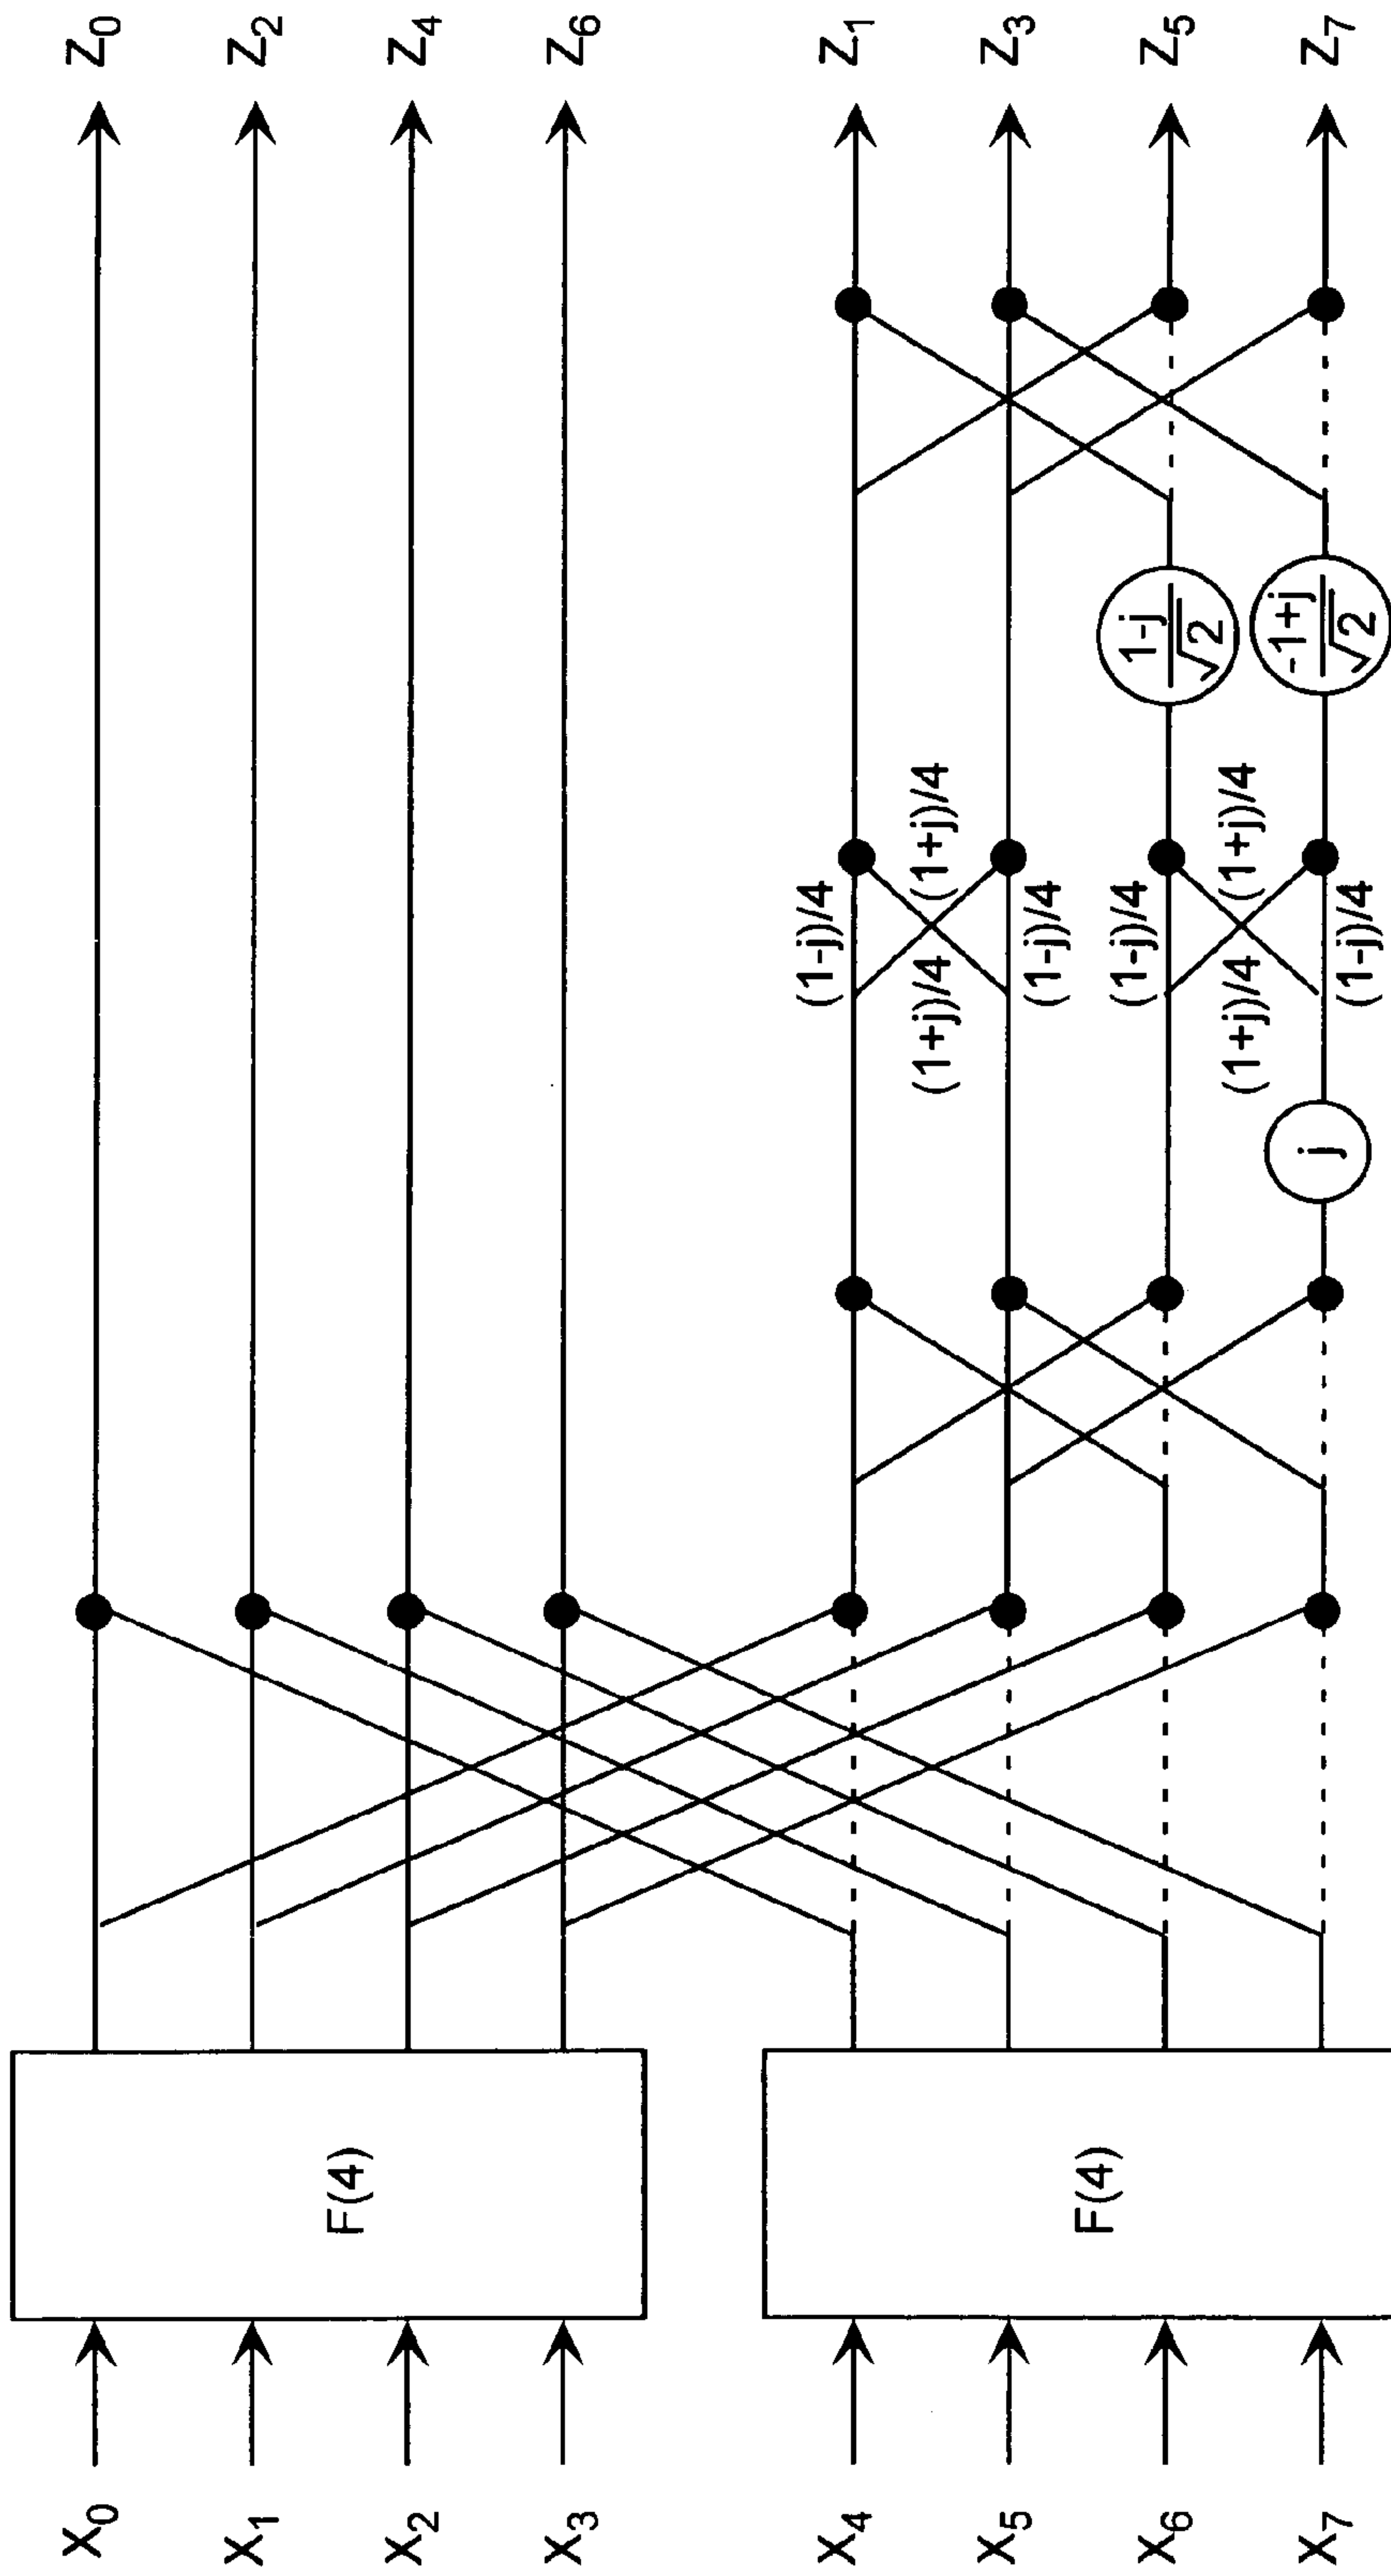 X0
X1
X2
X3
X4
X5
X6
X7
F(4)
F(4)
j
(1-j)/4
(1+j)/4
(1+j)/4
(1-j)/4
(1-j)/4
(1+j)/4
(1+j)/4
(1-j)/4
1-j
√2
-1+j
√2
Z0
Z2
Z4
Z6
Z1
Z3
Z5
Z7